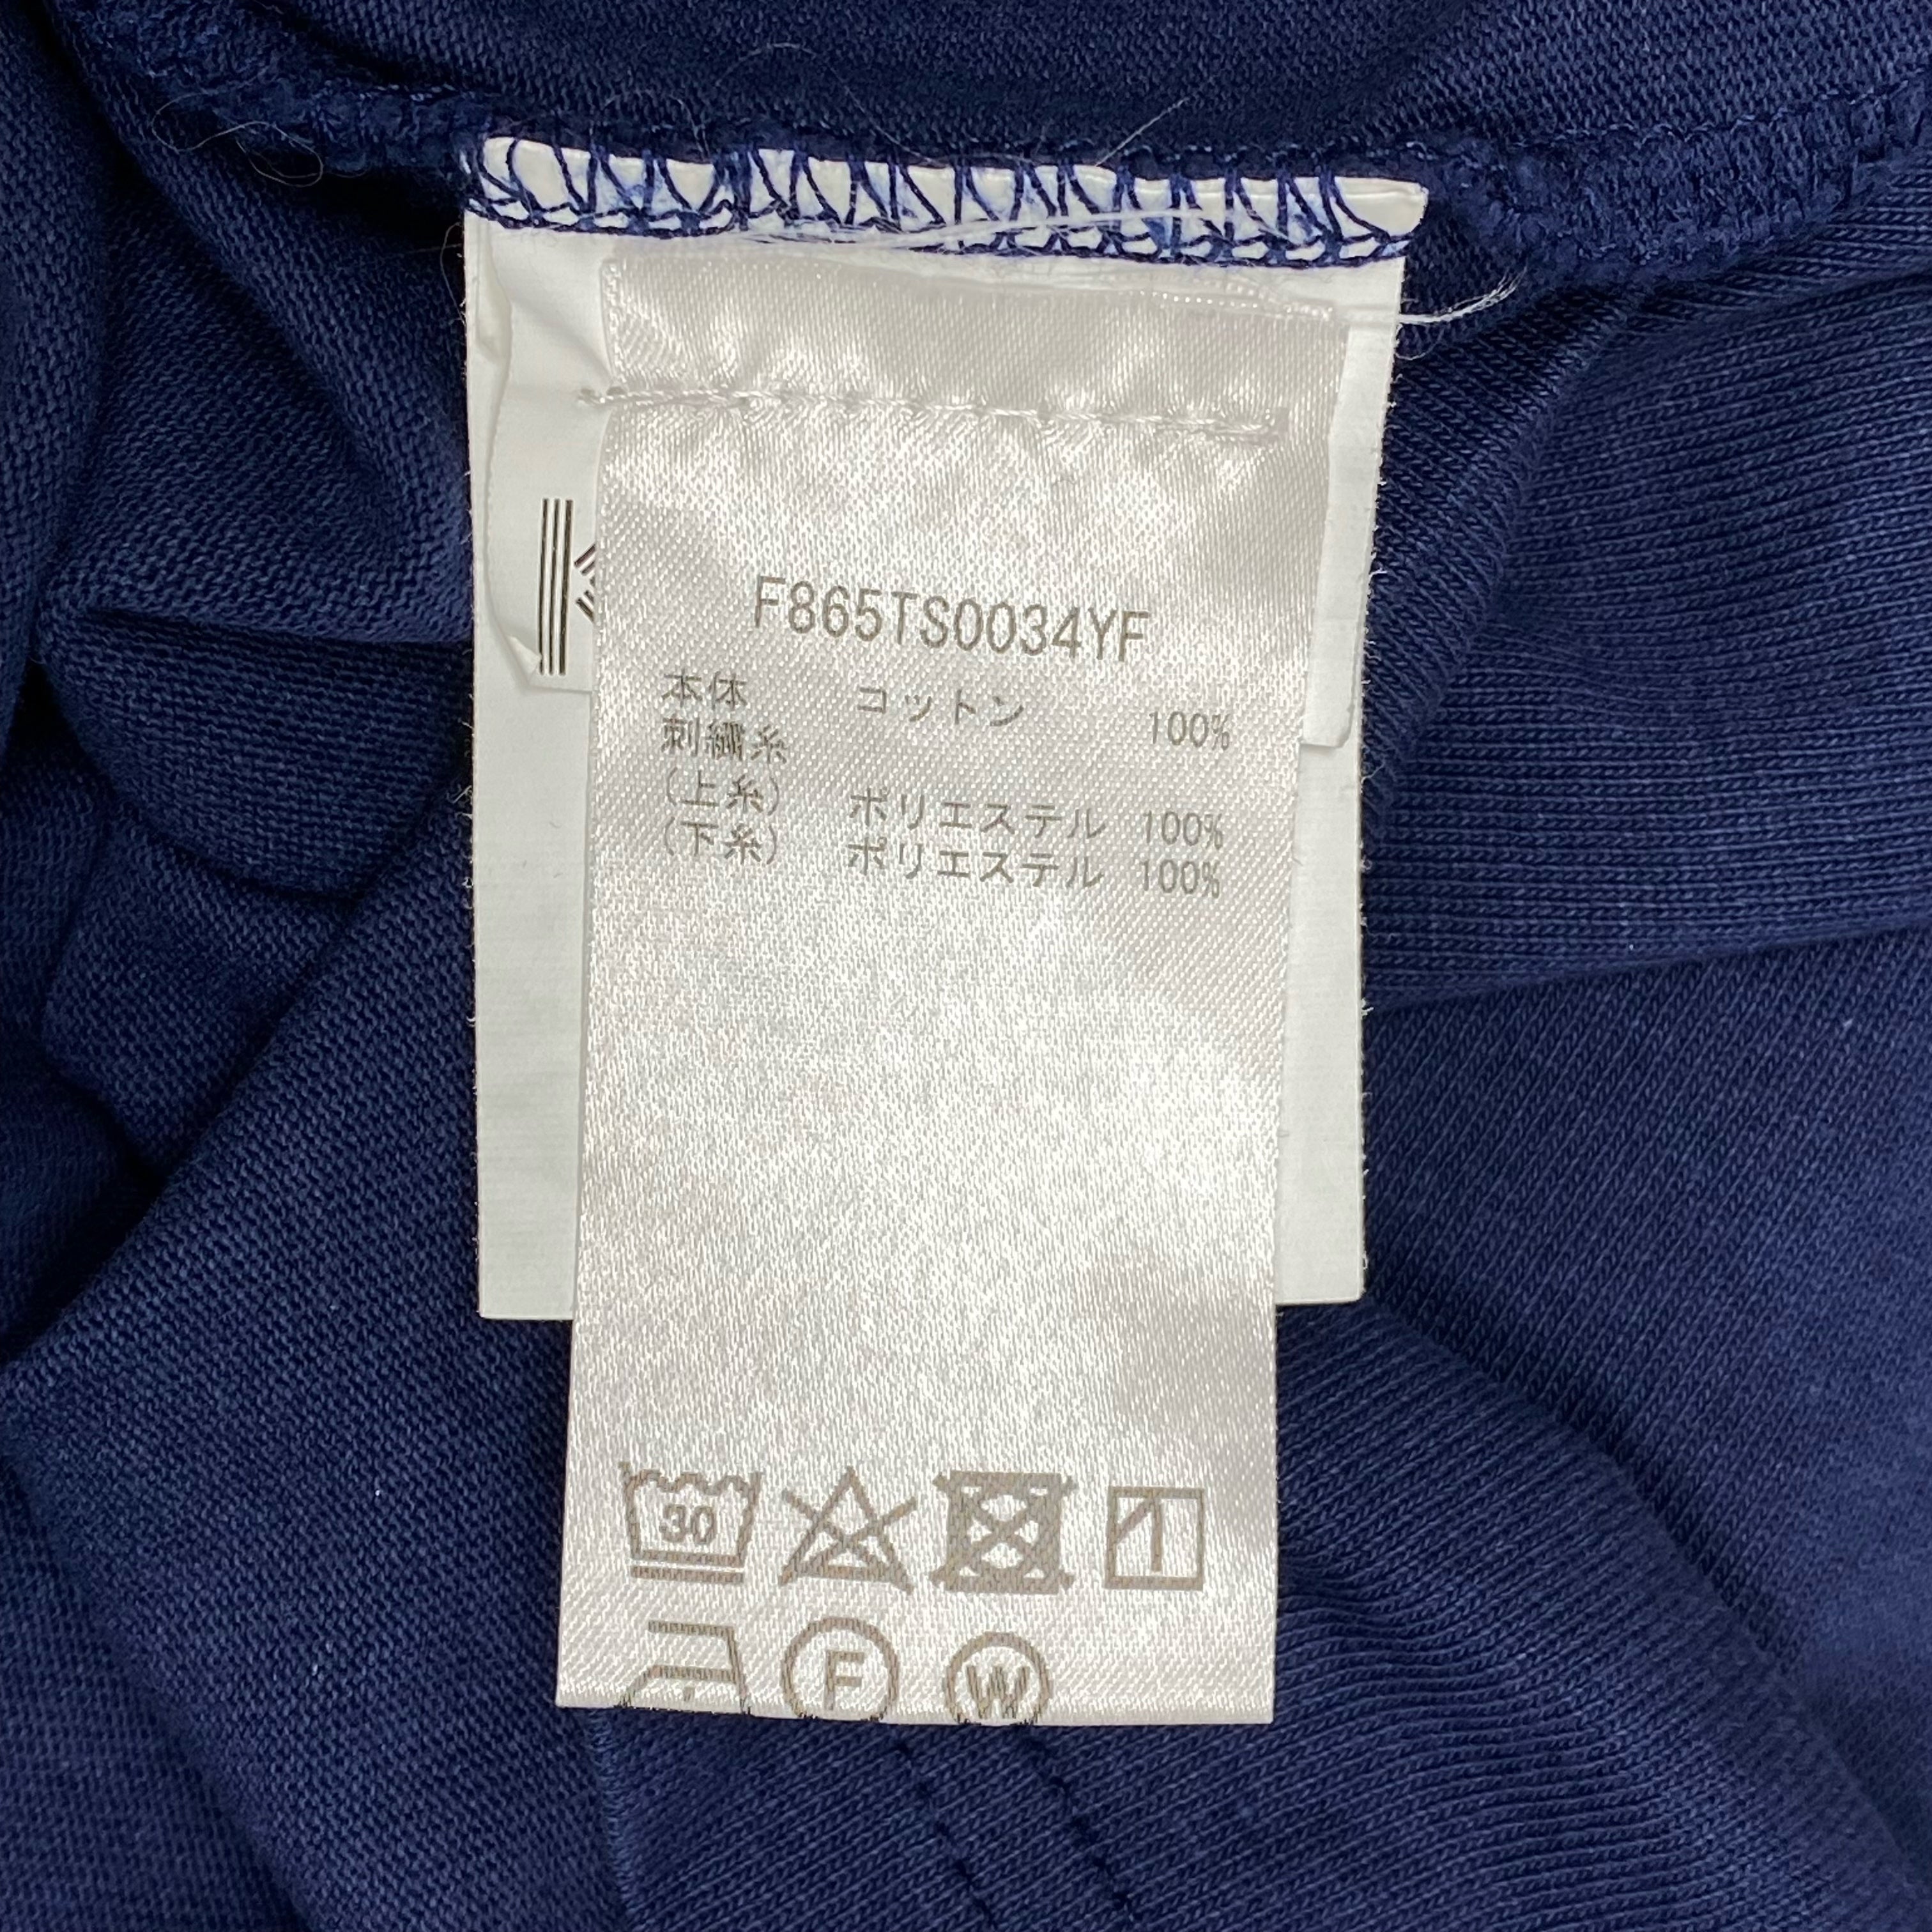 K
F865TS0034YF
本体 コットン 100%
刺繍糸
(上糸) ポリエステル 100%
(下糸) ポリエステル 100%
30
F W